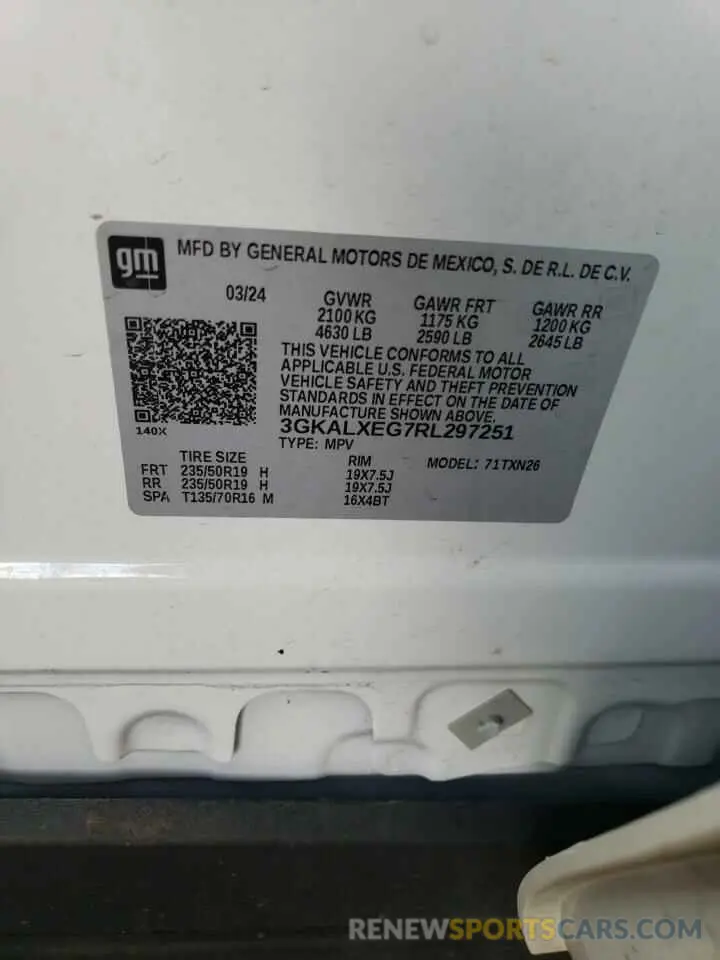 gm
MFD BY GENERAL MOTORS DE MEXICO, S. DE R.L. DE C.V.
03/24 GVWR GAWR FRT GAWR RR
2100 KG 1175 KG 1200 KG
4630 LB 2590 LB 2645 LB
THIS VEHICLE CONFORMS TO ALL
APPLICABLE U.S. FEDERAL MOTOR
VEHICLE SAFETY AND THEFT PREVENTION
STANDARDS IN EFFECT ON THE DATE OF
MANUFACTURE SHOWN ABOVE.
140X
3GKALXEG7RL297251
TYPE: MPV
TIRE SIZE RIM MODEL: 71TXN26
FRT 235/50R19 H 19X7.5J
RR 235/50R19 H 19X7.5J
SPA T135/70R16 M 16X4BT
RENEWSPORTSCARS.COM